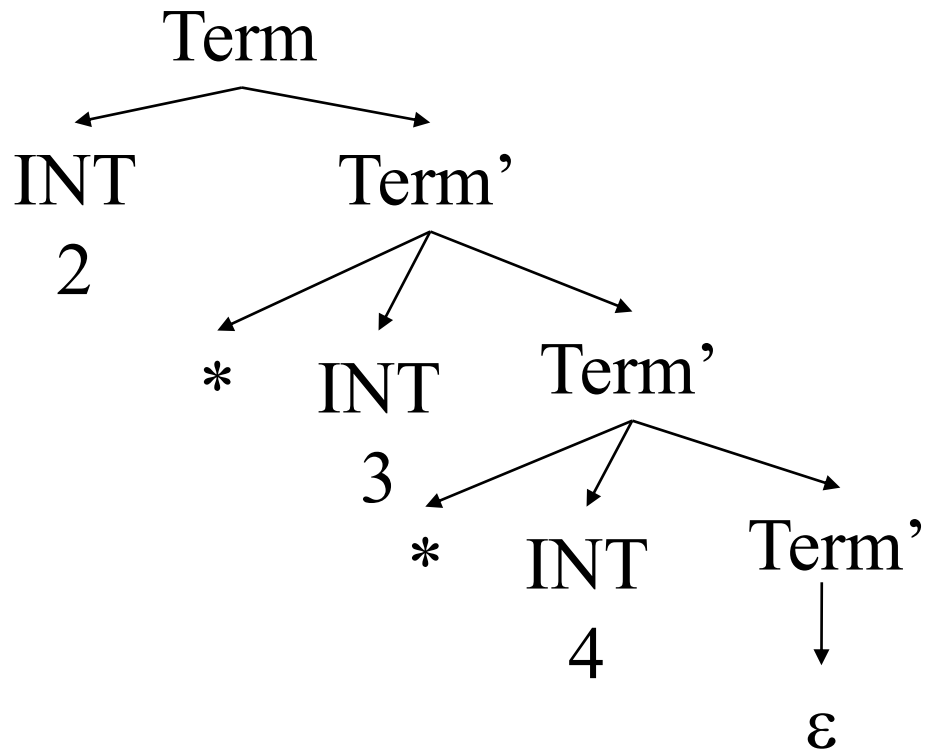 Term
INT Term’
2
* INT Term’
3
* INT Term’
4
ε